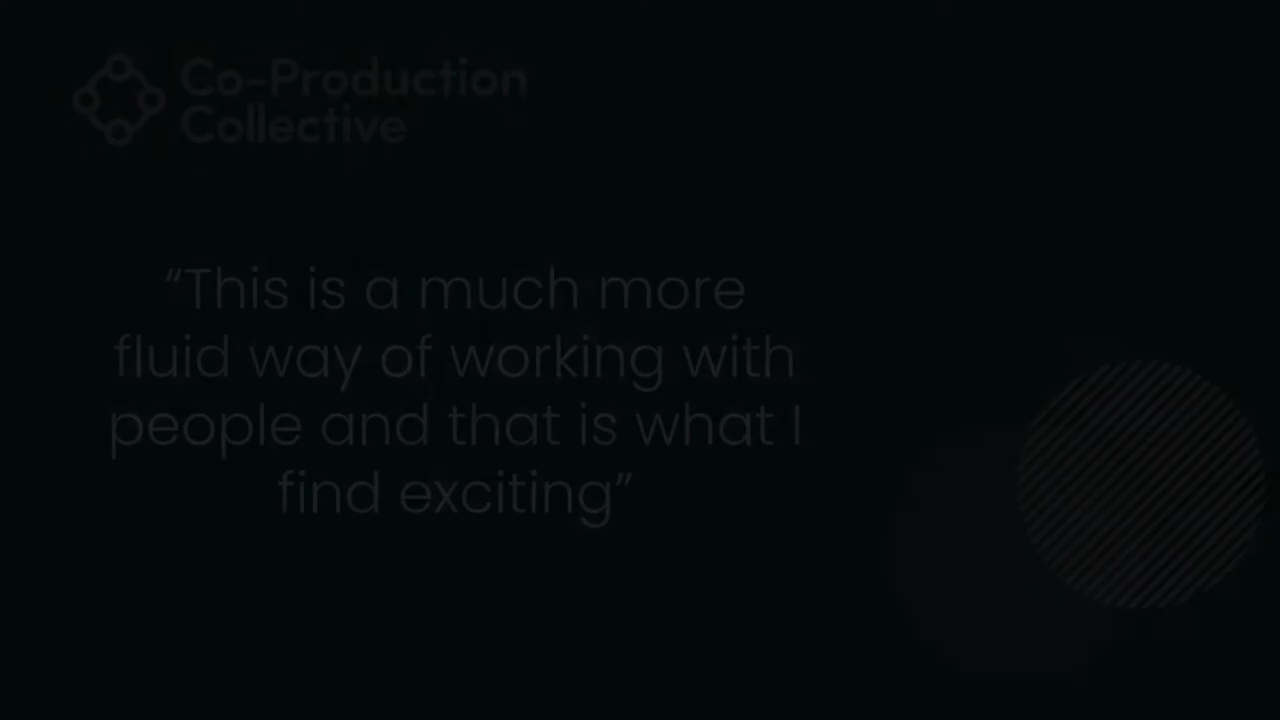 Co-Production
Collective
“This is a much more
fluid way of working with
people and that is what I
find exciting”